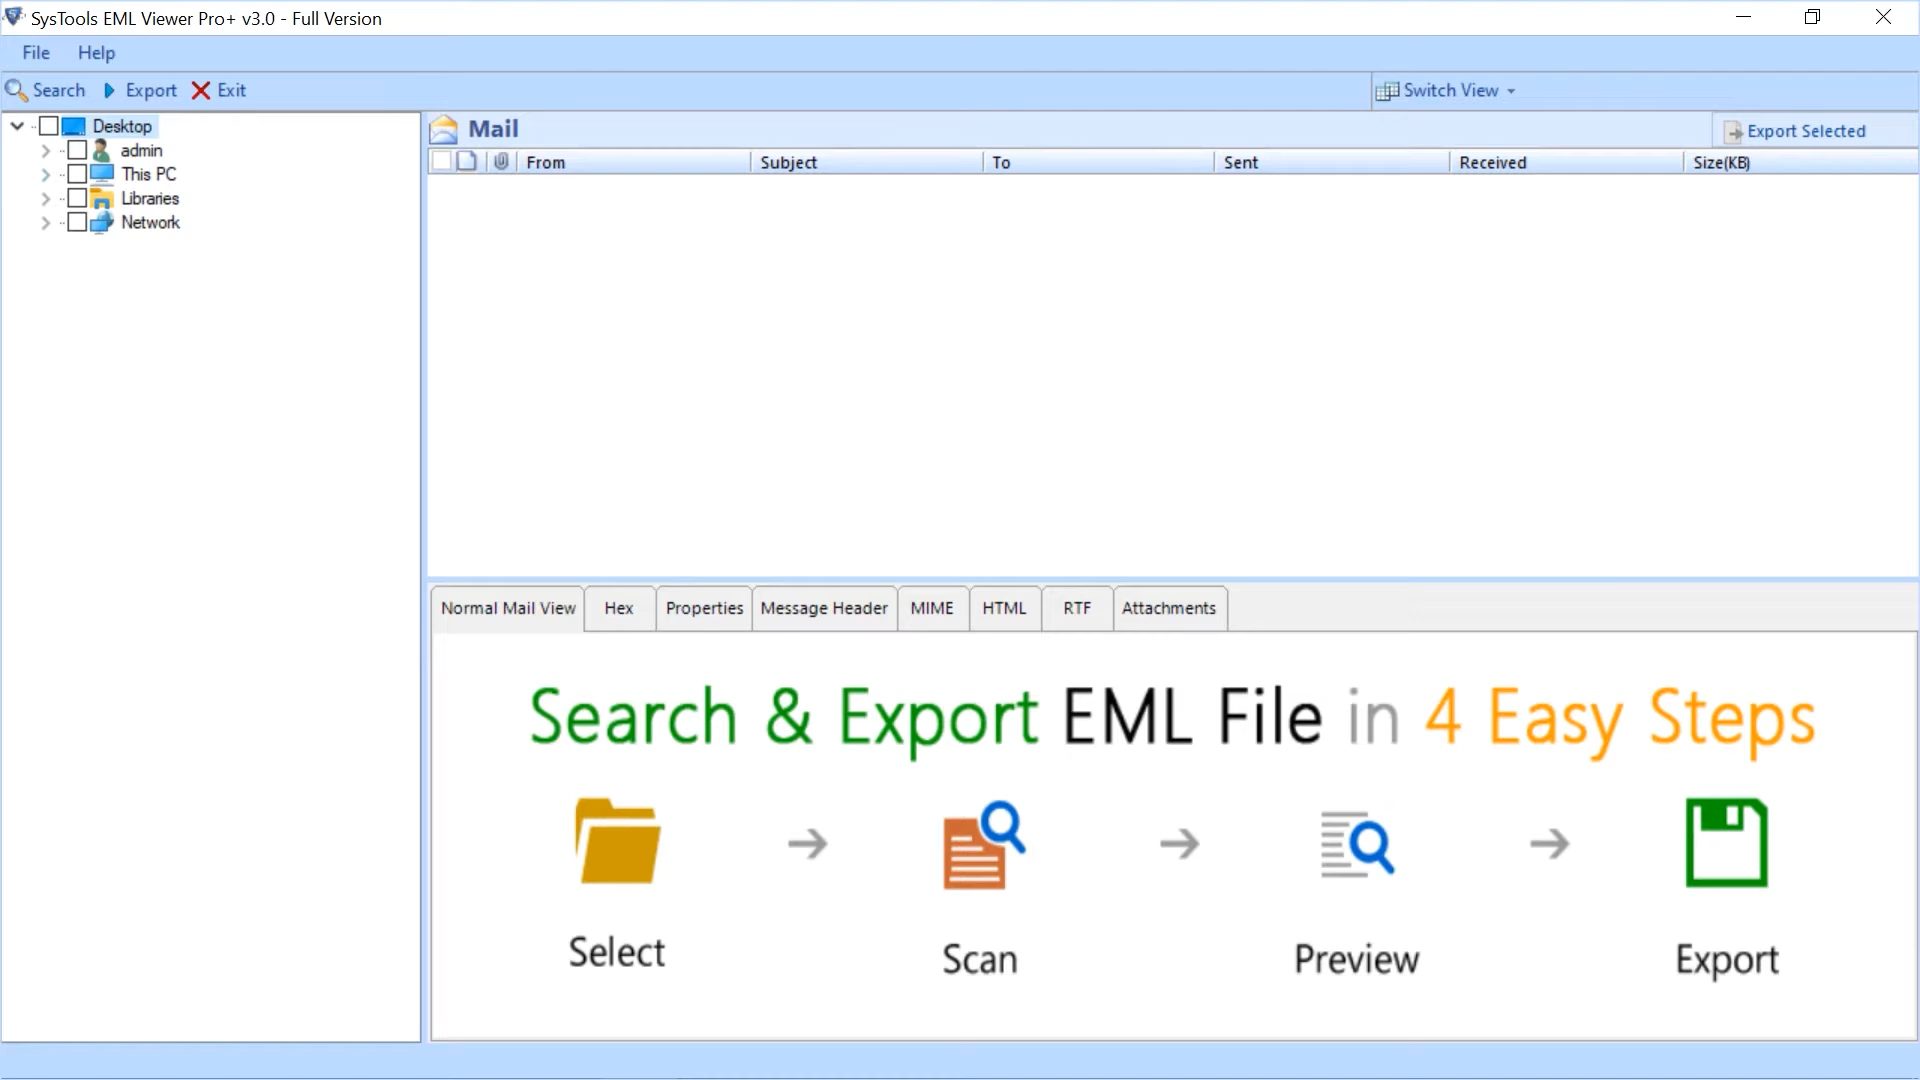 SysTools EML Viewer Pro+ v3.0 - Full Version
File Help
Search Export Exit Switch View
Desktop
admin
This PC
Libraries
Network
Mail Export Selected
From Subject To Sent Received Size(KB)
Normal Mail View Hex Properties Message Header MIME HTML RTF Attachments
Search & Export EML File in 4 Easy Steps
Select Scan Preview Export